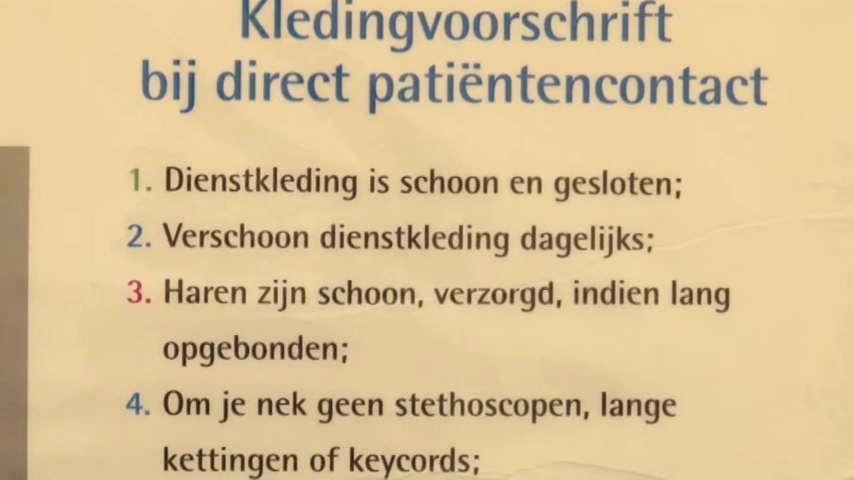 Kledingvoorschrift
bij direct patiëntencontact
1. Dienstkleding is schoon en gesloten;
2. Verschoon dienstkleding dagelijks;
3. Haren zijn schoon, verzorgd, indien lang
opgebonden;
4. Om je nek geen stethoscopen, lange
kettingen of keycords;